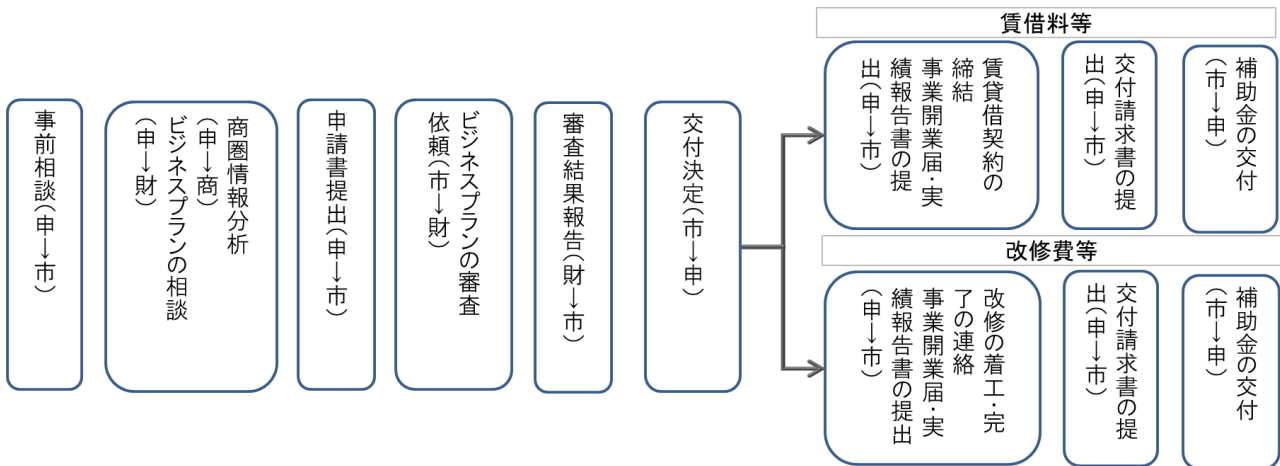 事前相談(申→市)
商圏情報分析
(申→商)
ビジネスプランの相談
(申→財)
申請書提出(申→市)
ビジネスプランの審査
依頼(市→財)
審査結果報告(財→市)
交付決定(市→申)
賃借料等
賃貸借契約の
締結
事業開業届・実
績報告書の提
出(申→市)
交付請求書の提
出(申→市)
補助金の交付
(市→申)
改修費等
改修の着工・完
了の連絡
事業開業届・実
績報告書の提出
(申→市)
交付請求書の提
出(申→市)
補助金の交付
(市→申)